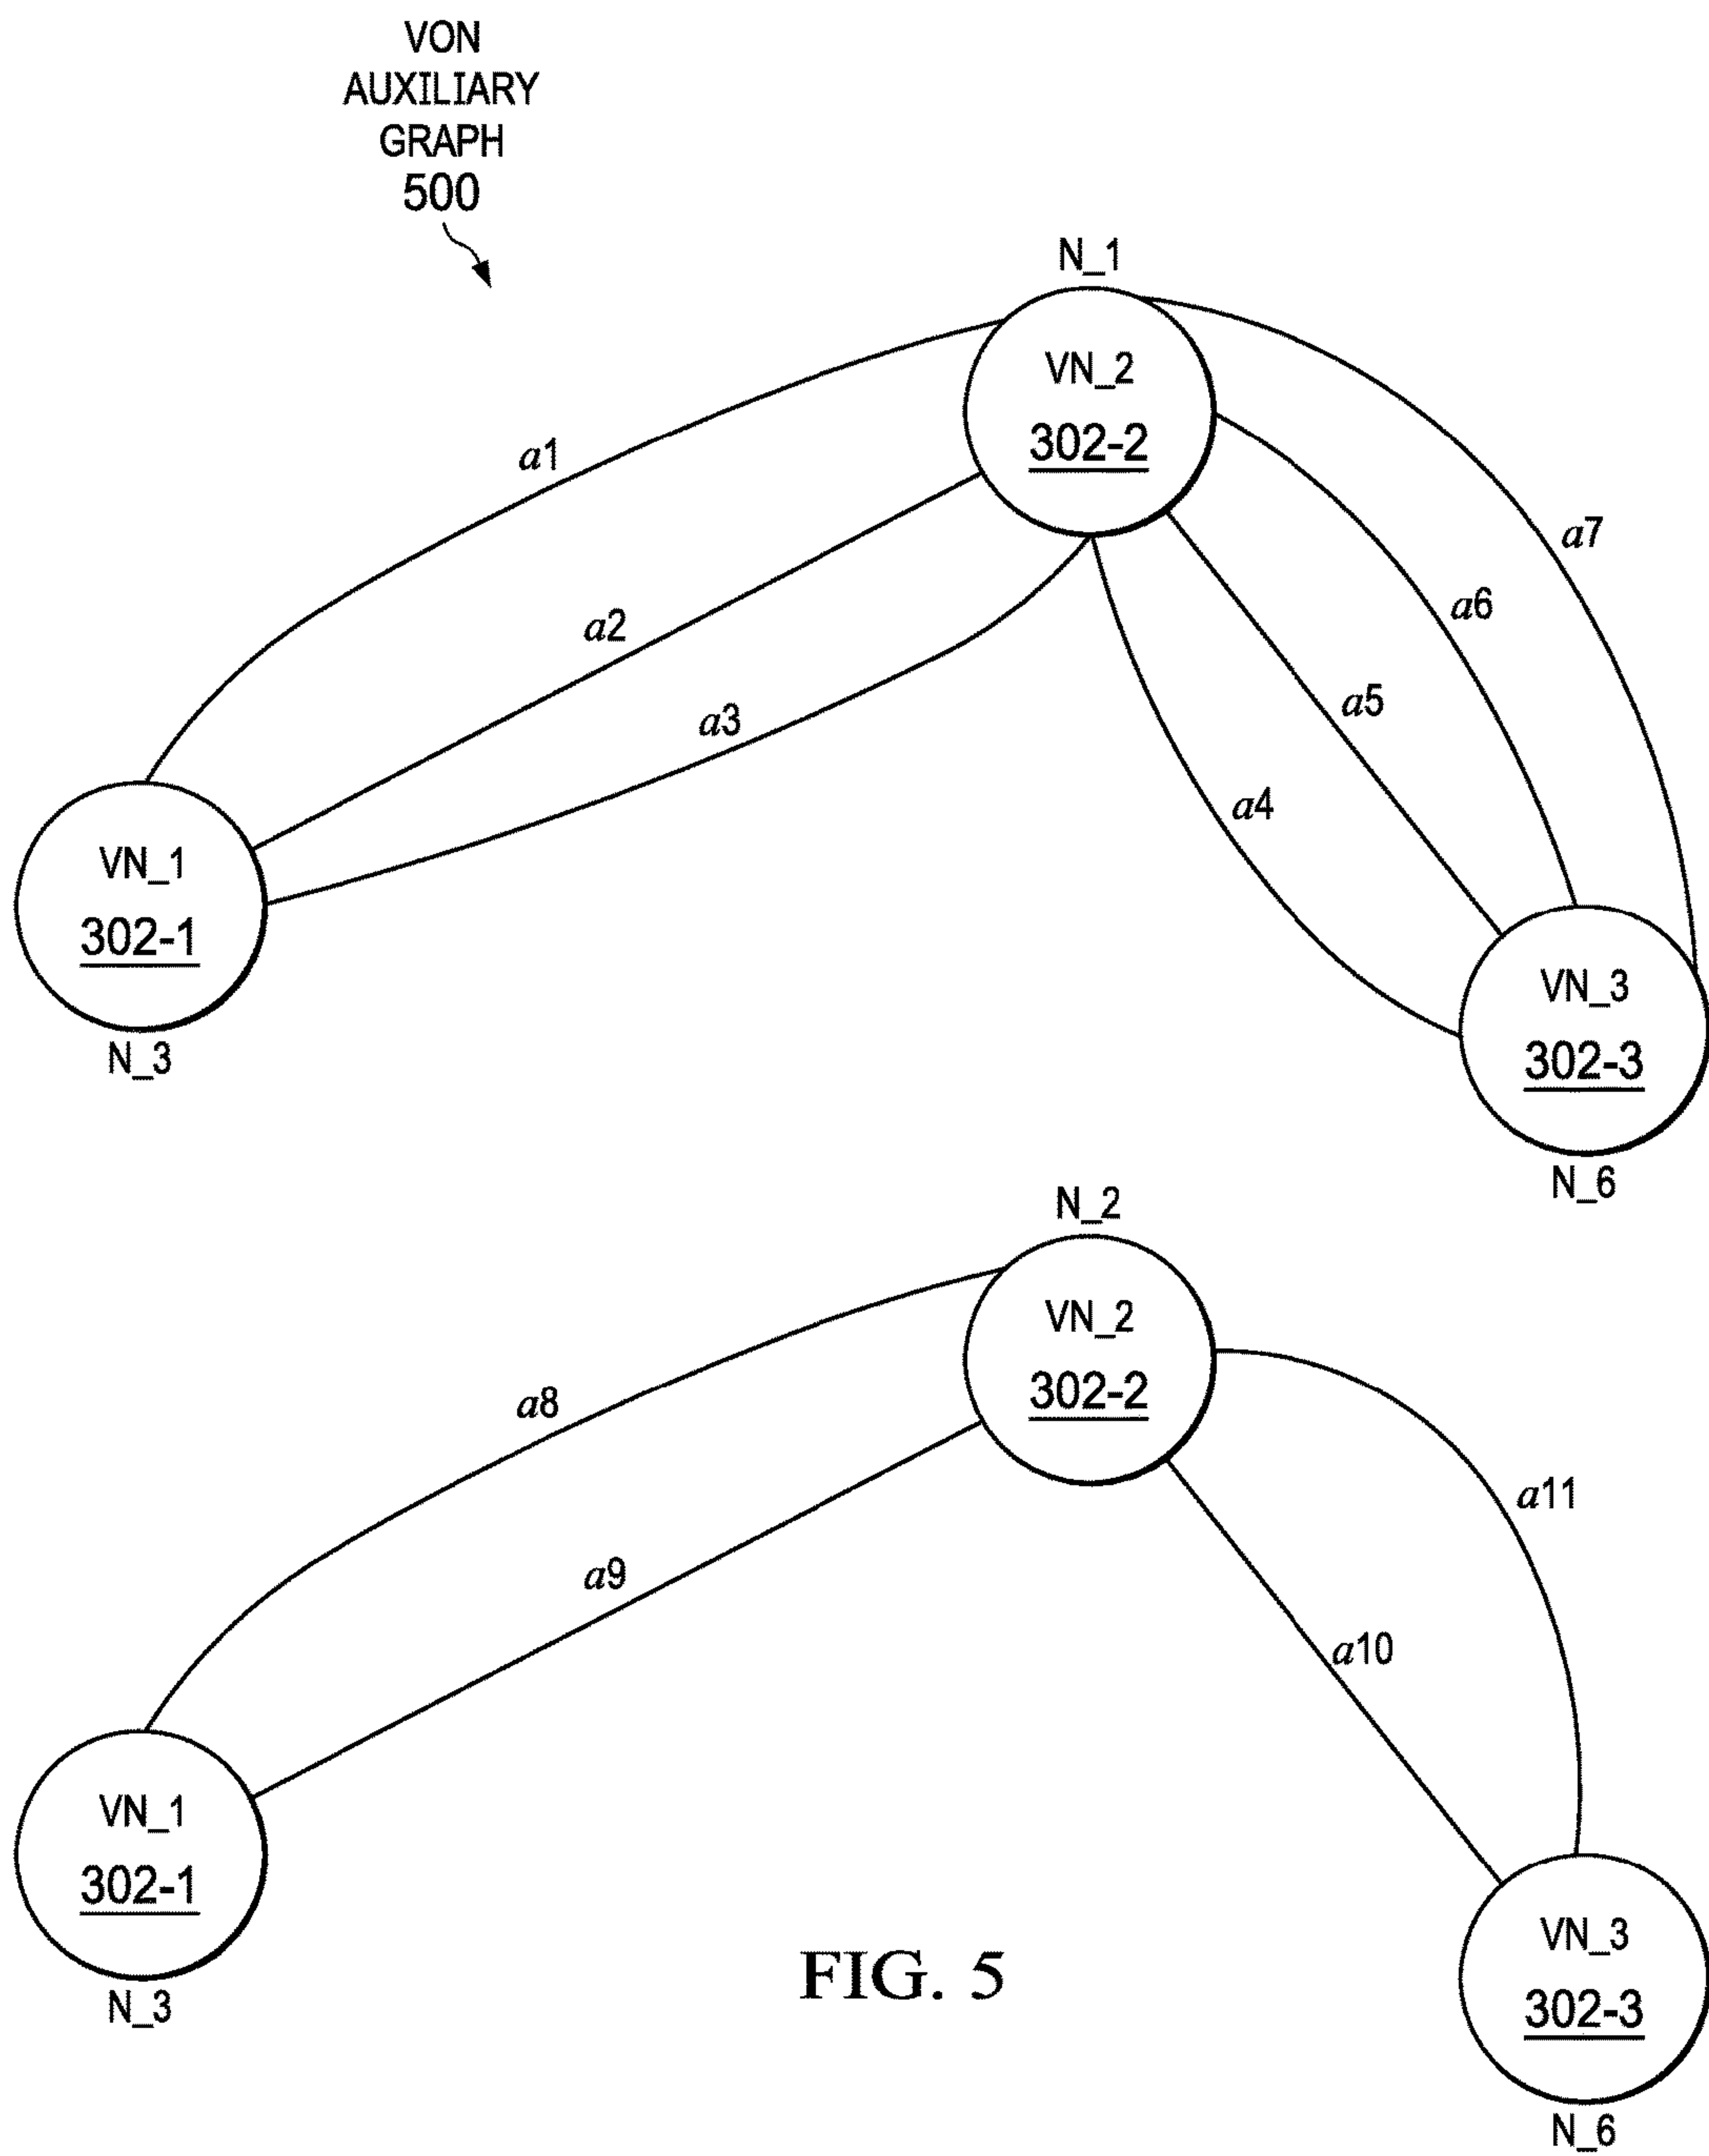 VON
AUXILIARY
GRAPH
500
N_1
VN_2
302-2
a1
a7
a6
a2
a5
a3
a4
VN_1
302-1
N_3
VN_3
302-3
N_6
N_2
VN_2
302-2
a8
a11
a9
a10
VN_1
302-1
N_3
VN_3
302-3
N_6
FIG. 5